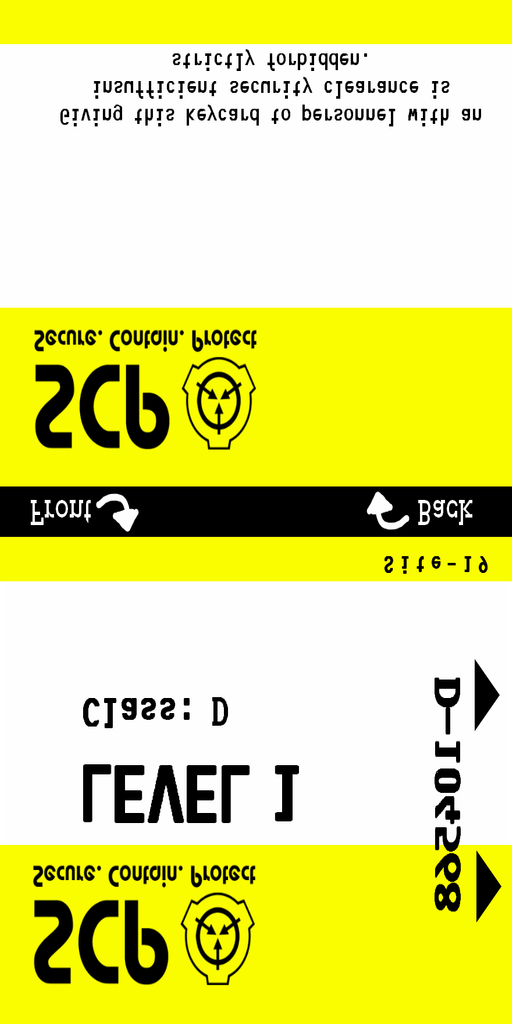 SCP
Secure. Contain. Protect
LEVEL 1
Class: D
D-104598
Site-19
Front
Back
SCP
Secure. Contain. Protect
Giving this keycard to personnel with an
insufficient security clearance is
strictly forbidden.